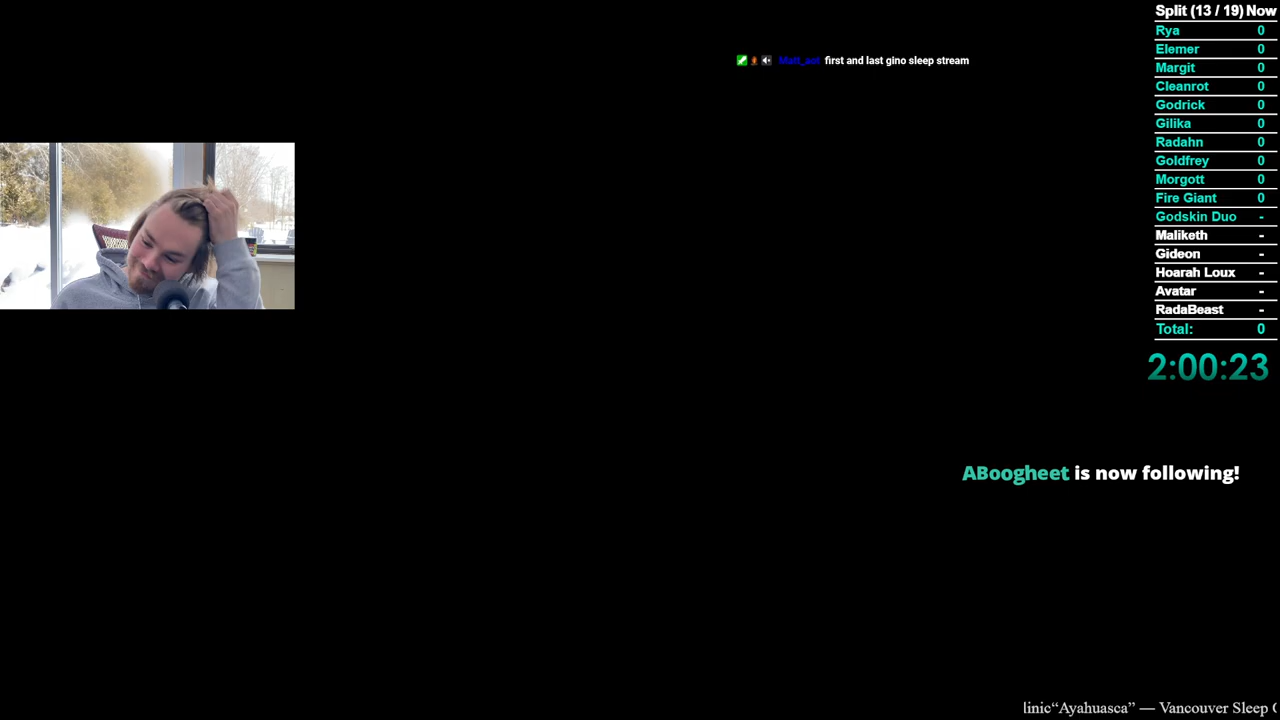 Split (13 / 19) Now
Rya 0
Elemer 0
Margit 0
Cleanrot 0
Godrick 0
Gilika 0
Radahn 0
Goldfrey 0
Morgott 0
Fire Giant 0
Godskin Duo -
Maliketh -
Gideon -
Hoarah Loux -
Avatar -
RadaBeast -
Total: 0
2:00:23
first and last gino sleep stream
ABoogheet is now following!
linic“Ayahuasca” — Vancouver Sleep